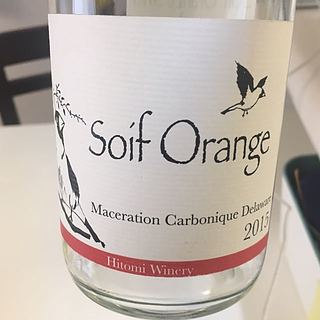 Soif Orange
Maceration Carbonique Delaware
2015
Hitomi Winery